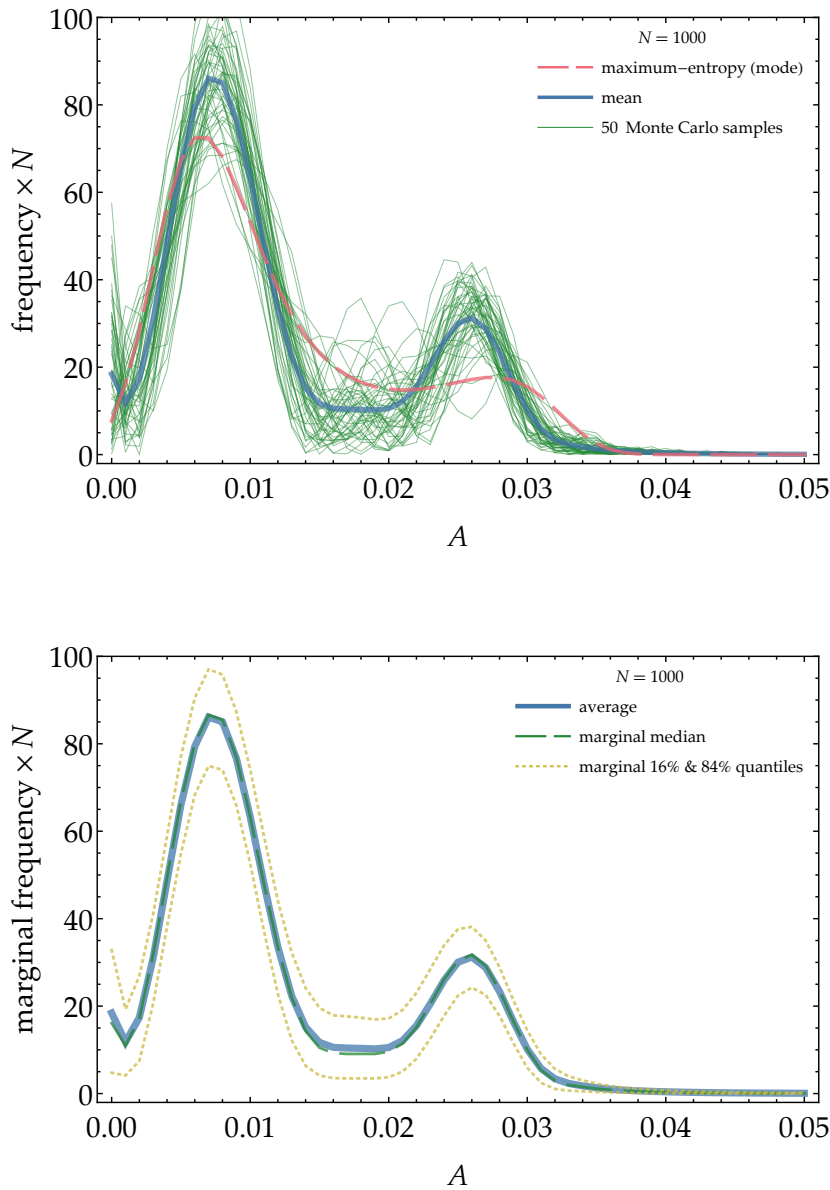 frequency × N
100
80
60
40
20
0
N = 1000
maximum−entropy (mode)
mean
50 Monte Carlo samples
0.00 0.01 0.02 0.03 0.04 0.05
A
marginal frequency × N
100
80
60
40
20
0
N = 1000
average
marginal median
marginal 16% & 84% quantiles
0.00 0.01 0.02 0.03 0.04 0.05
A